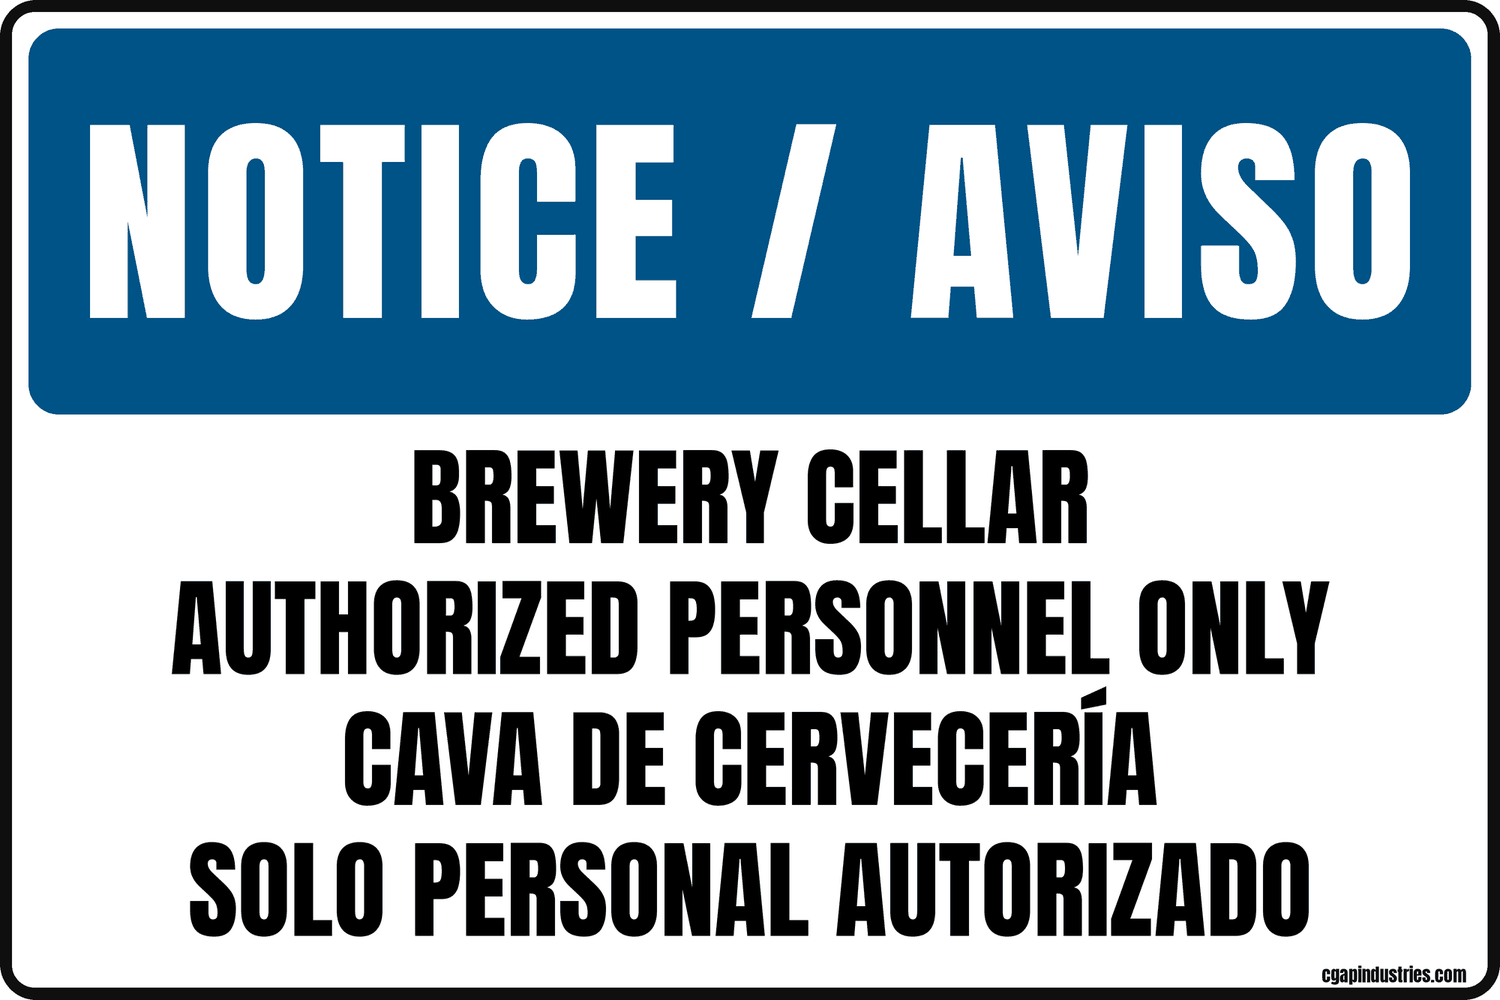 NOTICE / AVISO
BREWERY CELLAR
AUTHORIZED PERSONNEL ONLY
CAVA DE CERVECERÍA
SOLO PERSONAL AUTORIZADO
cgapindustries.com